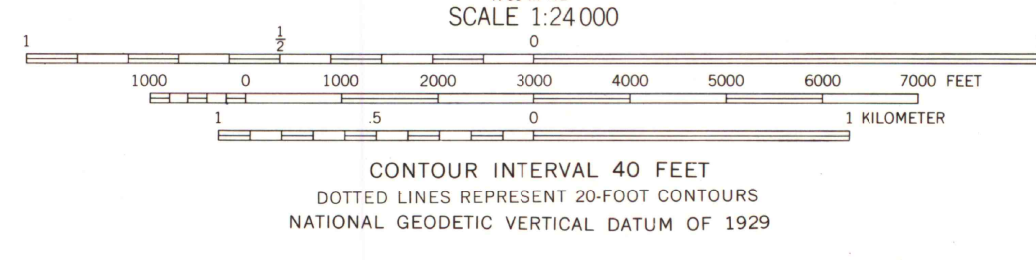 SCALE 1:24 000
1 1/2 0
1000 0 1000 2000 3000 4000 5000 6000 7000 FEET
1 .5 0 1 KILOMETER
CONTOUR INTERVAL 40 FEET
DOTTED LINES REPRESENT 20-FOOT CONTOURS
NATIONAL GEODETIC VERTICAL DATUM OF 1929